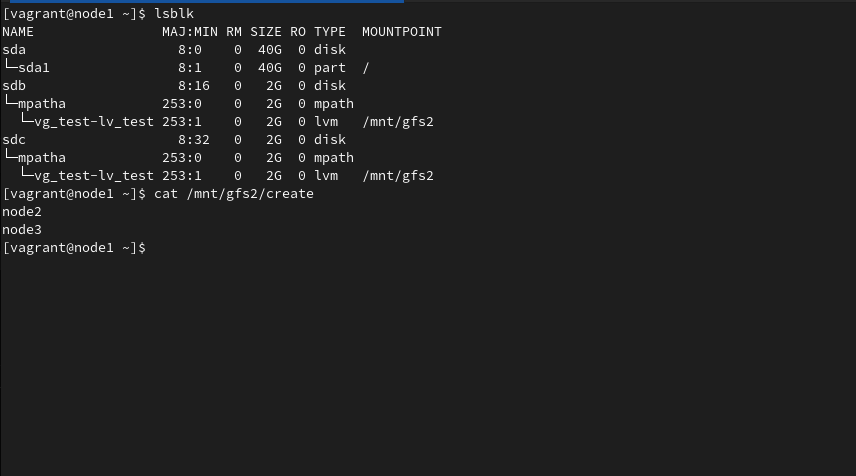 [vagrant@node1 ~]$ lsblk
NAME                MAJ:MIN RM SIZE RO TYPE  MOUNTPOINT
sda                   8:0    0  40G  0 disk
└─sda1                8:1    0  40G  0 part  /
sdb                   8:16   0   2G  0 disk
└─mpatha            253:0    0   2G  0 mpath
  └─vg_test-lv_test 253:1    0   2G  0 lvm   /mnt/gfs2
sdc                   8:32   0   2G  0 disk
└─mpatha            253:0    0   2G  0 mpath
  └─vg_test-lv_test 253:1    0   2G  0 lvm   /mnt/gfs2
[vagrant@node1 ~]$ cat /mnt/gfs2/create
node2
node3
[vagrant@node1 ~]$